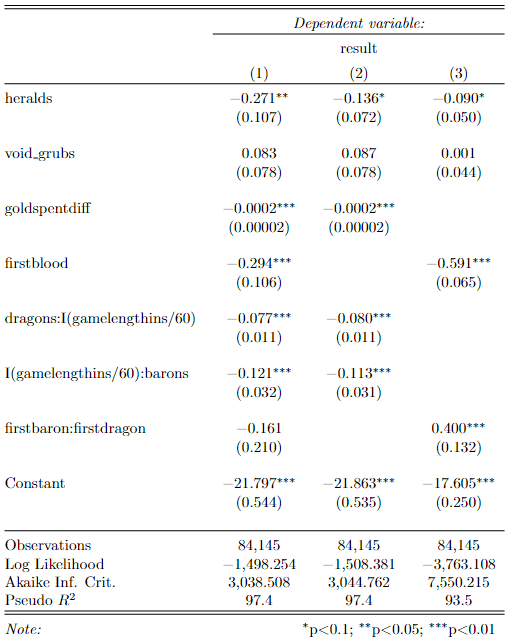 Dependent variable:
result
(1) (2) (3)
heralds −0.271** −0.136* −0.090*
(0.107) (0.072) (0.050)
void_grubs 0.083 0.087 0.001
(0.078) (0.078) (0.044)
goldspentdiff −0.0002*** −0.0002***
(0.00002) (0.00002)
firstblood −0.294*** −0.591***
(0.106) (0.065)
dragons:I(gamelengthins/60) −0.077*** −0.080***
(0.011) (0.011)
I(gamelengthins/60):barons −0.121*** −0.113***
(0.032) (0.031)
firstbaron:firstdragon −0.161 0.400***
(0.210) (0.132)
Constant −21.797*** −21.863*** −17.605***
(0.544) (0.535) (0.250)
Observations 84,145 84,145 84,145
Log Likelihood −1,498.254 −1,508.381 −3,763.108
Akaike Inf. Crit. 3,038.508 3,044.762 7,550.215
Pseudo R² 97.4 97.4 93.5
Note: *p<0.1; **p<0.05; ***p<0.01